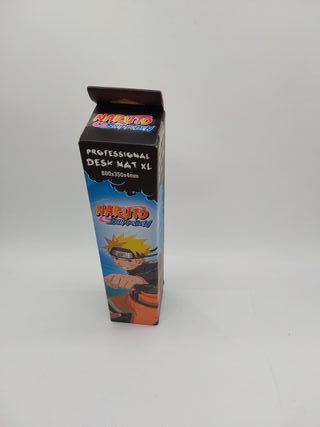 NARUTO
SHIPPUDEN
PROFESSIONAL
DESK MAT XL
800x350x4mm
NARUTO
SHIPPUDEN